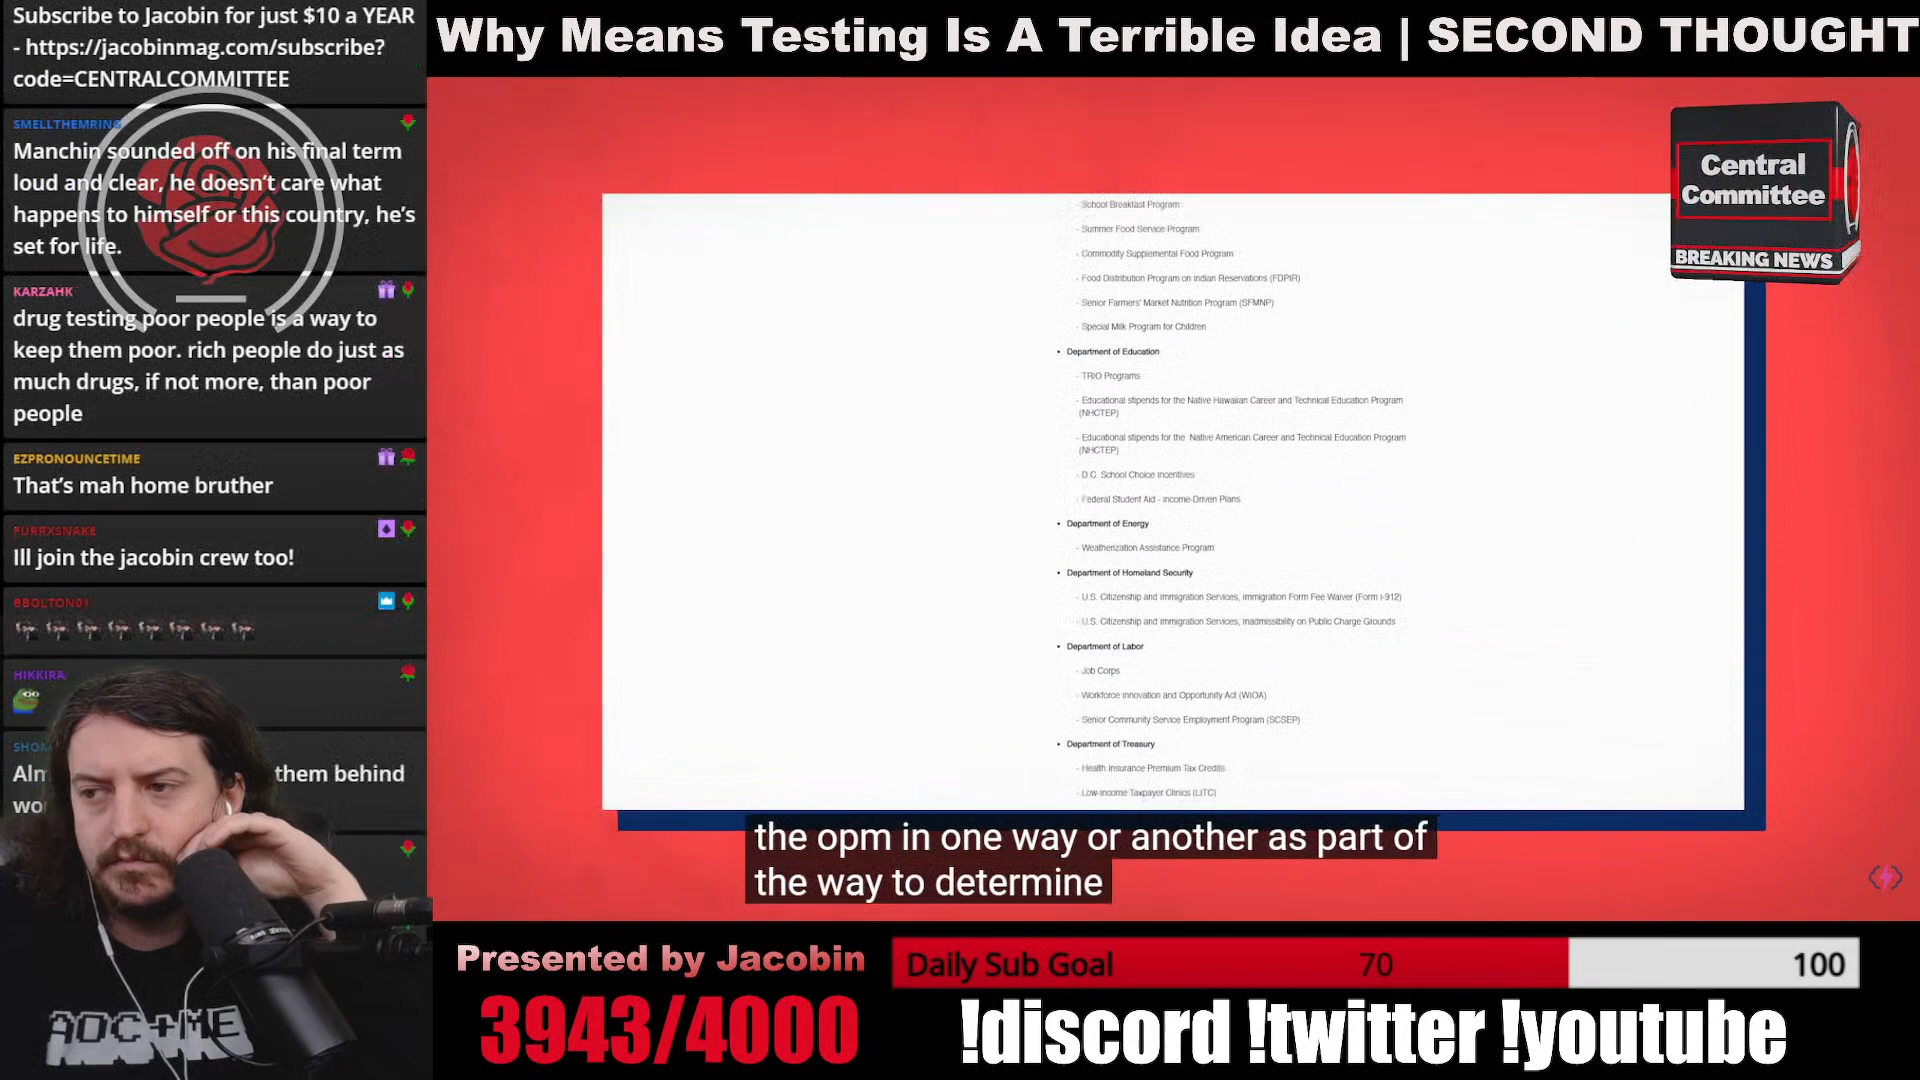 Subscribe to Jacobin for just $10 a YEAR
- https://jacobinmag.com/subscribe?
code=CENTRALCOMMITTEE
SMELLTHEMRING
Manchin sounded off on his final term
loud and clear, he doesn't care what
happens to himself or this country, he's
set for life.
KARZAHK
drug testing poor people is a way to
keep them poor. rich people do just as
much drugs, if not more, than poor
people
EZPRONOUNCETIME
That's mah home bruther
FURRXSNAKE
Ill join the jacobin crew too!
BBOLTON01
HIKKIRA
them behind
Why Means Testing Is A Terrible Idea | SECOND THOUGHT
Central
Committee
BREAKING NEWS
- School Breakfast Program
- Summer Food Service Program
- Commodity Supplemental Food Program
- Food Distribution Program on Indian Reservations (FDPIR)
- Senior Farmers' Market Nutrition Program (SFMNP)
- Special Milk Program for Children
• Department of Education
- TRIO Programs
- Educational stipends for the Native Hawaiian Career and Technical Education Program
(NHCTEP)
- Educational stipends for the Native American Career and Technical Education Program
(NHCTEP)
- D.C. School Choice Incentives
- Federal Student Aid - Income-Driven Plans
• Department of Energy
- Weatherization Assistance Program
• Department of Homeland Security
- U.S. Citizenship and Immigration Services, Immigration Form Fee Waiver (Form I-912)
- U.S. Citizenship and Immigration Services, Inadmissibility on Public Charge Grounds
• Department of Labor
- Job Corps
- Workforce Innovation and Opportunity Act (WIOA)
- Senior Community Service Employment Program (SCSEP)
• Department of Treasury
- Health Insurance Premium Tax Credits
- Low-Income Taxpayer Clinics (LITC)
the opm in one way or another as part of
the way to determine
AOC+ME
Presented by Jacobin
Daily Sub Goal 70 100
3943/4000
!discord !twitter !youtube